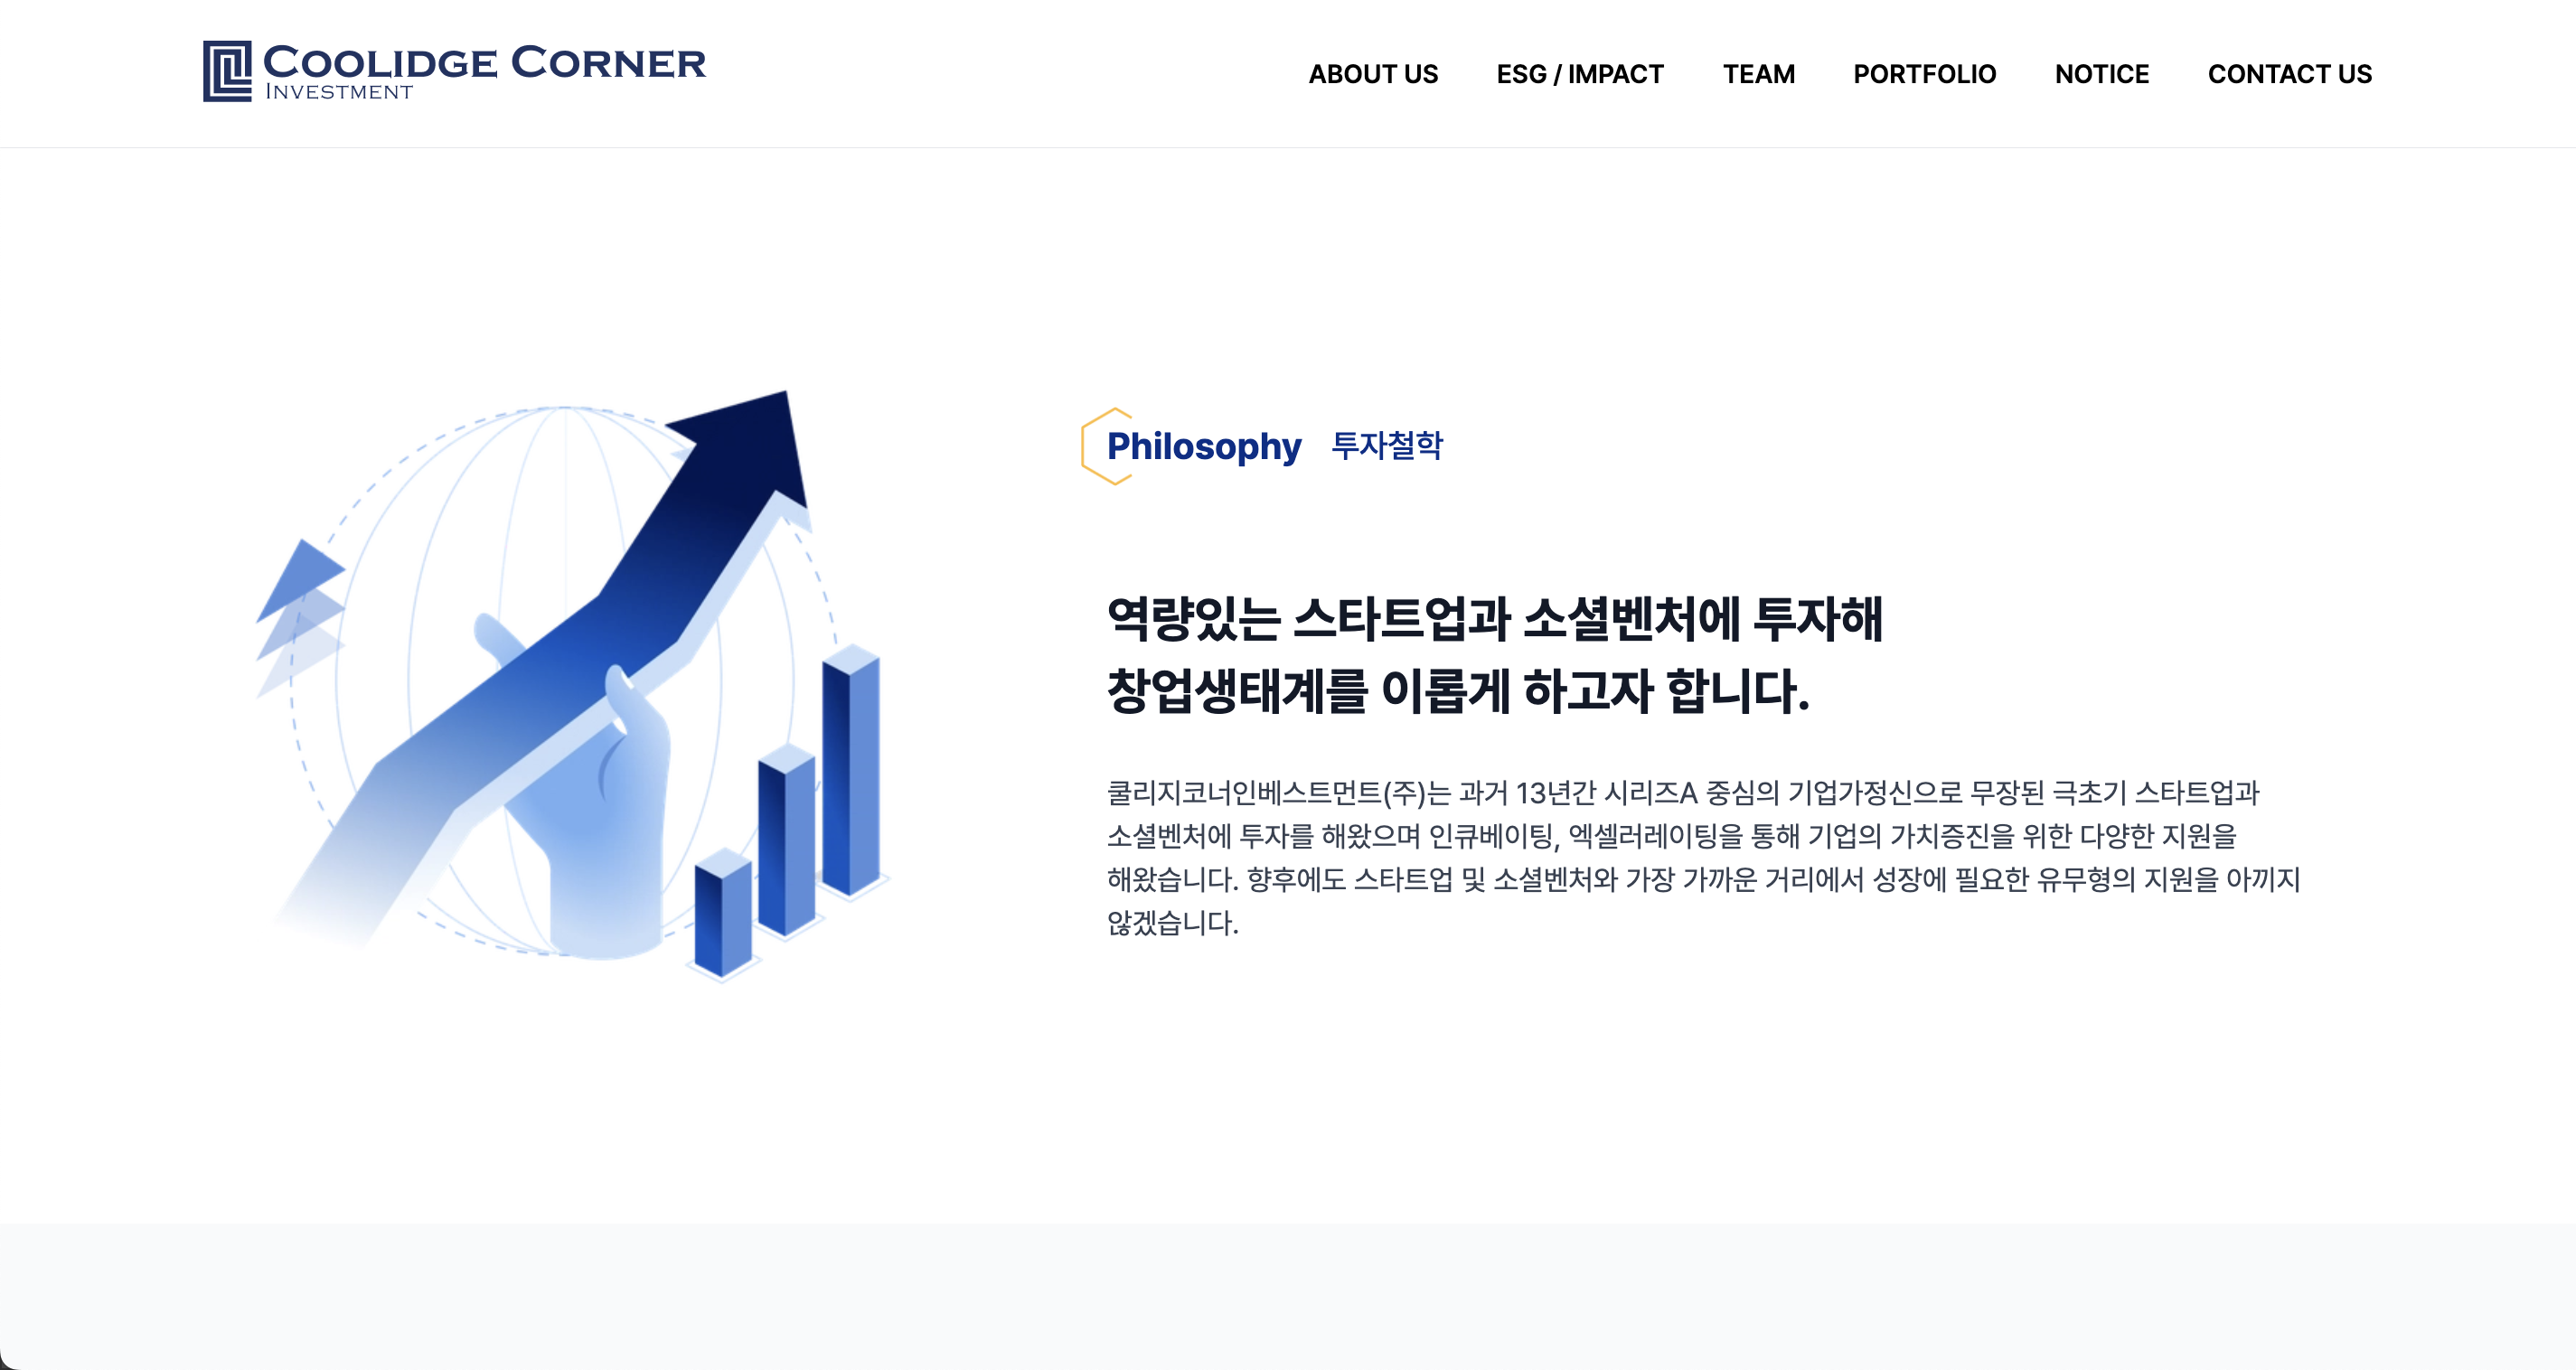 COOLIDGE CORNER
INVESTMENT
ABOUT US
ESG / IMPACT
TEAM
PORTFOLIO
NOTICE
CONTACT US
Philosophy 투자철학
역량있는 스타트업과 소셜벤처에 투자해
창업생태계를 이롭게 하고자 합니다.
쿨리지코너인베스트먼트(주)는 과거 13년간 시리즈A 중심의 기업가정신으로 무장된 극초기 스타트업과
소셜벤처에 투자를 해왔으며 인큐베이팅, 엑셀러레이팅을 통해 기업의 가치증진을 위한 다양한 지원을
해왔습니다. 향후에도 스타트업 및 소셜벤처와 가장 가까운 거리에서 성장에 필요한 유무형의 지원을 아끼지
않겠습니다.